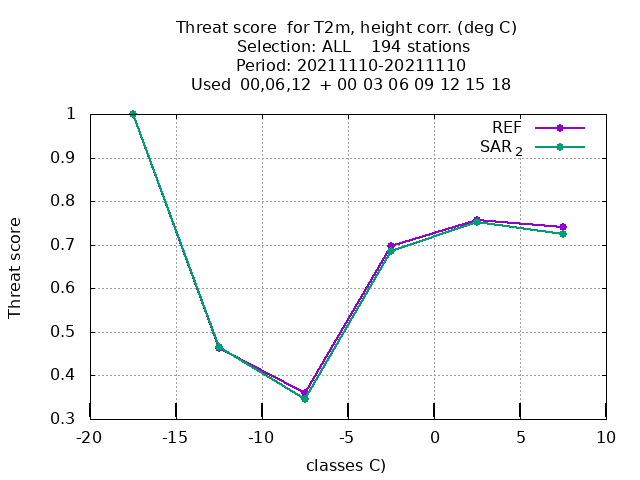 Threat score  for T2m, height corr. (deg C)
Selection: ALL    194 stations
Period: 20211110-20211110
Used  00,06,12  + 00 03 06 09 12 15 18
REF
SAR 2
Threat score
1
0.9
0.8
0.7
0.6
0.5
0.4
0.3
-20 -15 -10 -5 0 5 10
classes C)